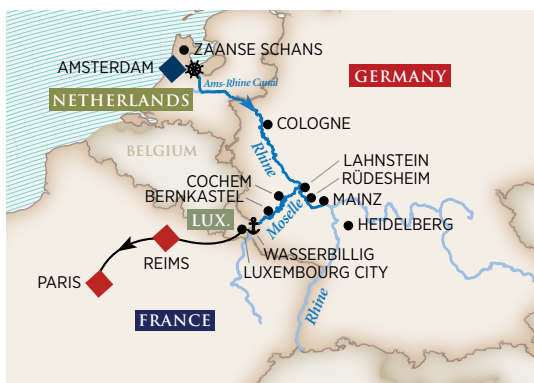 ZAANSE SCHANS
AMSTERDAM
Ams-Rhine Canal
GERMANY
NETHERLANDS
COLOGNE
BELGIUM
Rhine
LAHNSTEIN
RÜDESHEIM
COCHEM
BERNKASTEL
MAINZ
Moselle
LUX.
HEIDELBERG
WASSERBILLIG
LUXEMBOURG CITY
REIMS
PARIS
Rhine
FRANCE